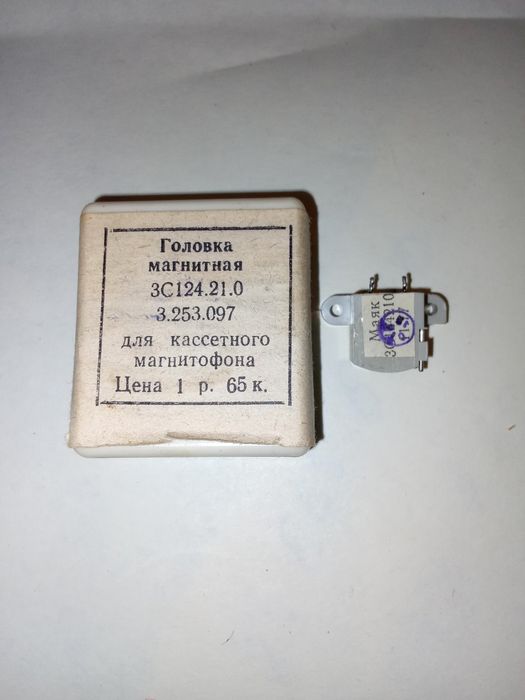 Головка
магнитная
3С124.21.0
3.253.097
для кассетного
магнитофона
Цена 1 р. 65 к.
Маяк